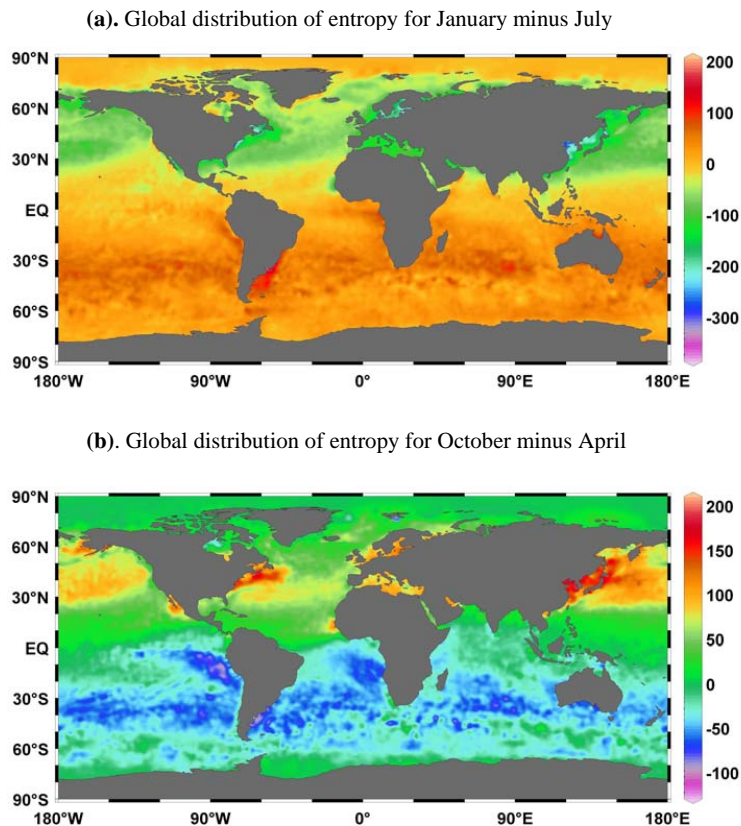 (a). Global distribution of entropy for January minus July
90°N
60°N
30°N
EQ
30°S
60°S
90°S
180°W
90°W
0°
90°E
180°E
200
100
0
-100
-200
-300
(b). Global distribution of entropy for October minus April
90°N
60°N
30°N
EQ
30°S
60°S
90°S
180°W
90°W
0°
90°E
180°E
200
150
100
50
0
-50
-100